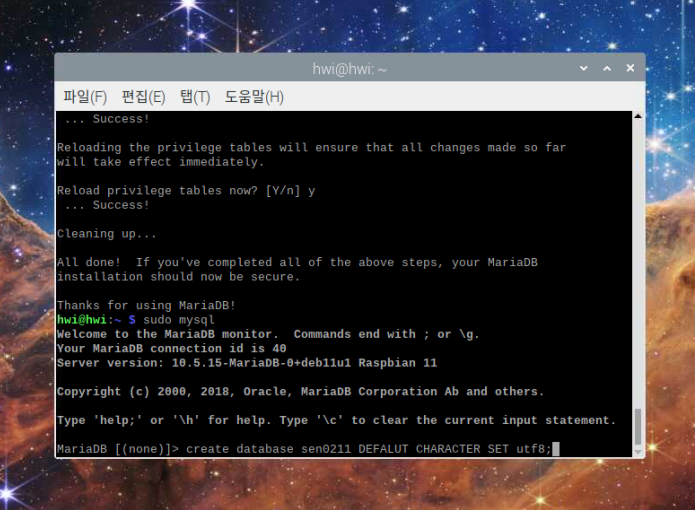 hwi@hwi: ~
파일(F) 편집(E) 탭(T) 도움말(H)
... Success!
Reloading the privilege tables will ensure that all changes made so far
will take effect immediately.
Reload privilege tables now? [Y/n] y
... Success!
Cleaning up...
All done!  If you've completed all of the above steps, your MariaDB
installation should now be secure.
Thanks for using MariaDB!
hwi@hwi:~ $ sudo mysql
Welcome to the MariaDB monitor.  Commands end with ; or \g.
Your MariaDB connection id is 40
Server version: 10.5.15-MariaDB-0+deb11u1 Raspbian 11
Copyright (c) 2000, 2018, Oracle, MariaDB Corporation Ab and others.
Type 'help;' or '\h' for help. Type '\c' to clear the current input statement.
MariaDB [(none)]> create database sen0211 DEFALUT CHARACTER SET utf8;